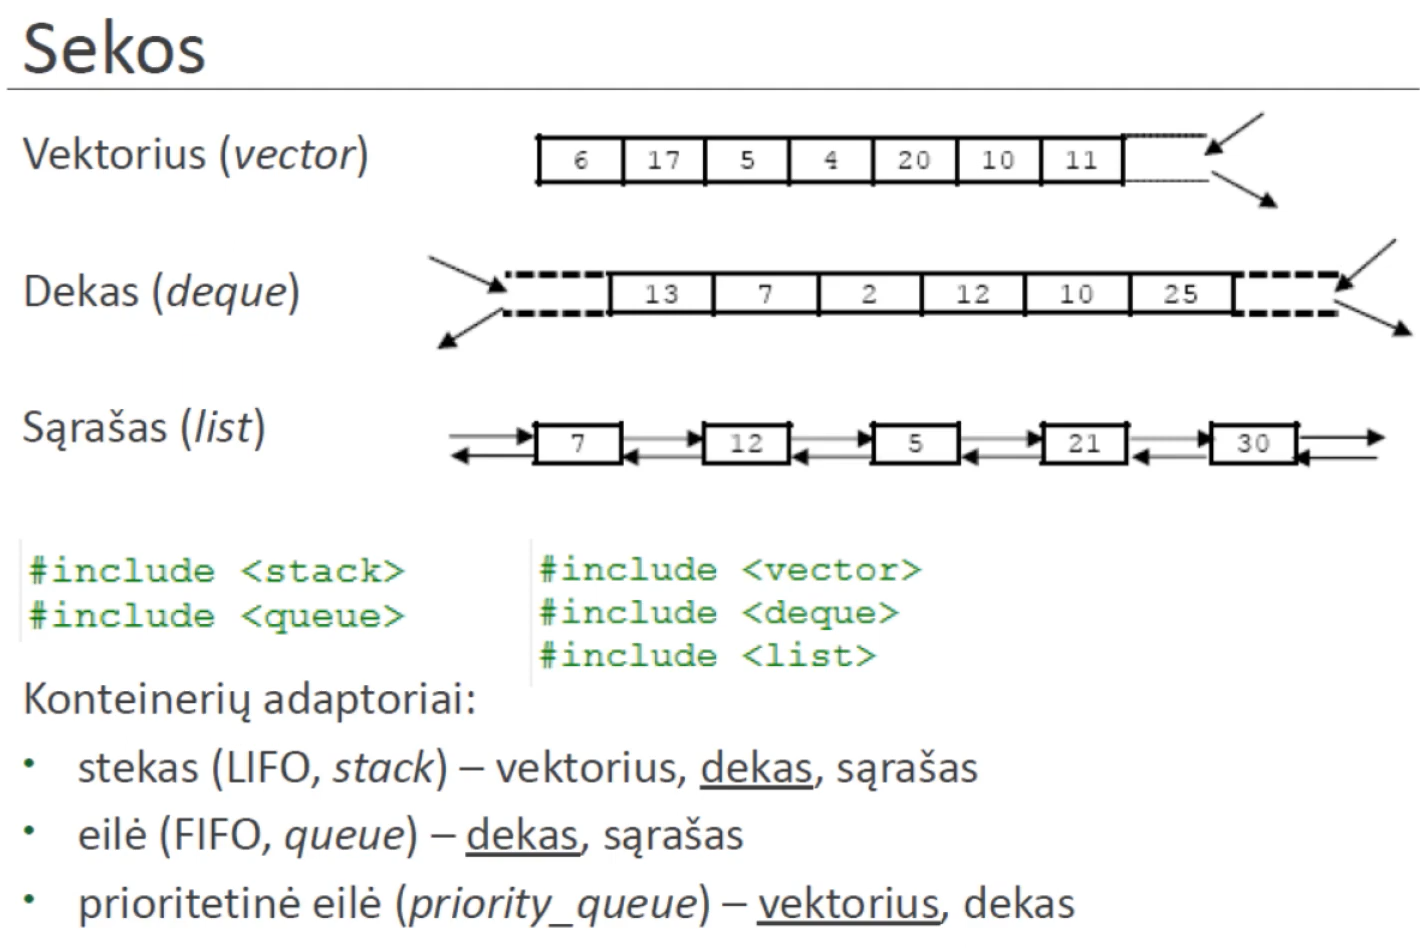 Sekos
Vektorius (vector)
6 17 5 4 20 10 11
Dekas (deque)
13 7 2 12 10 25
Sąrašas (list)
7 12 5 21 30
#include <stack>
#include <queue>
#include <vector>
#include <deque>
#include <list>
Konteinerių adaptoriai:
• stekas (LIFO, stack) – vektorius, dekas, sąrašas
• eilė (FIFO, queue) – dekas, sąrašas
• prioritetinė eilė (priority_queue) – vektorius, dekas